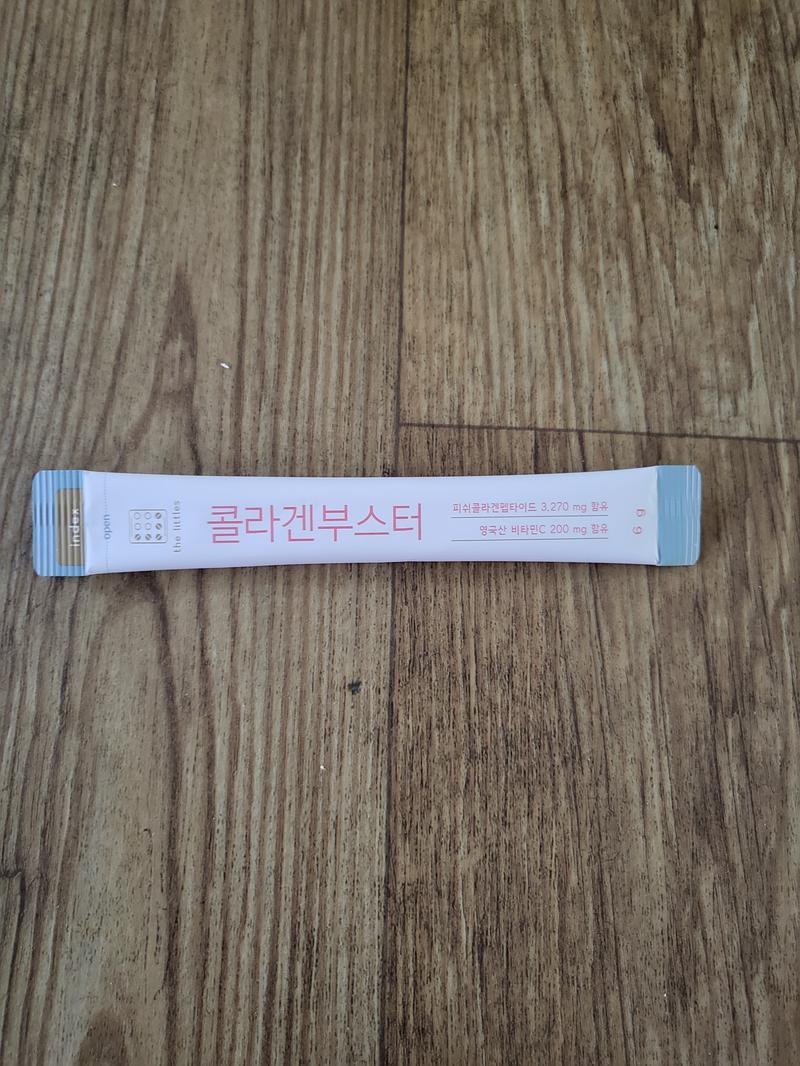 index
open
the littles
콜라겐부스터
피쉬콜라겐펩타이드 3,270 mg 함유
영국산 비타민C 200 mg 함유
6 g